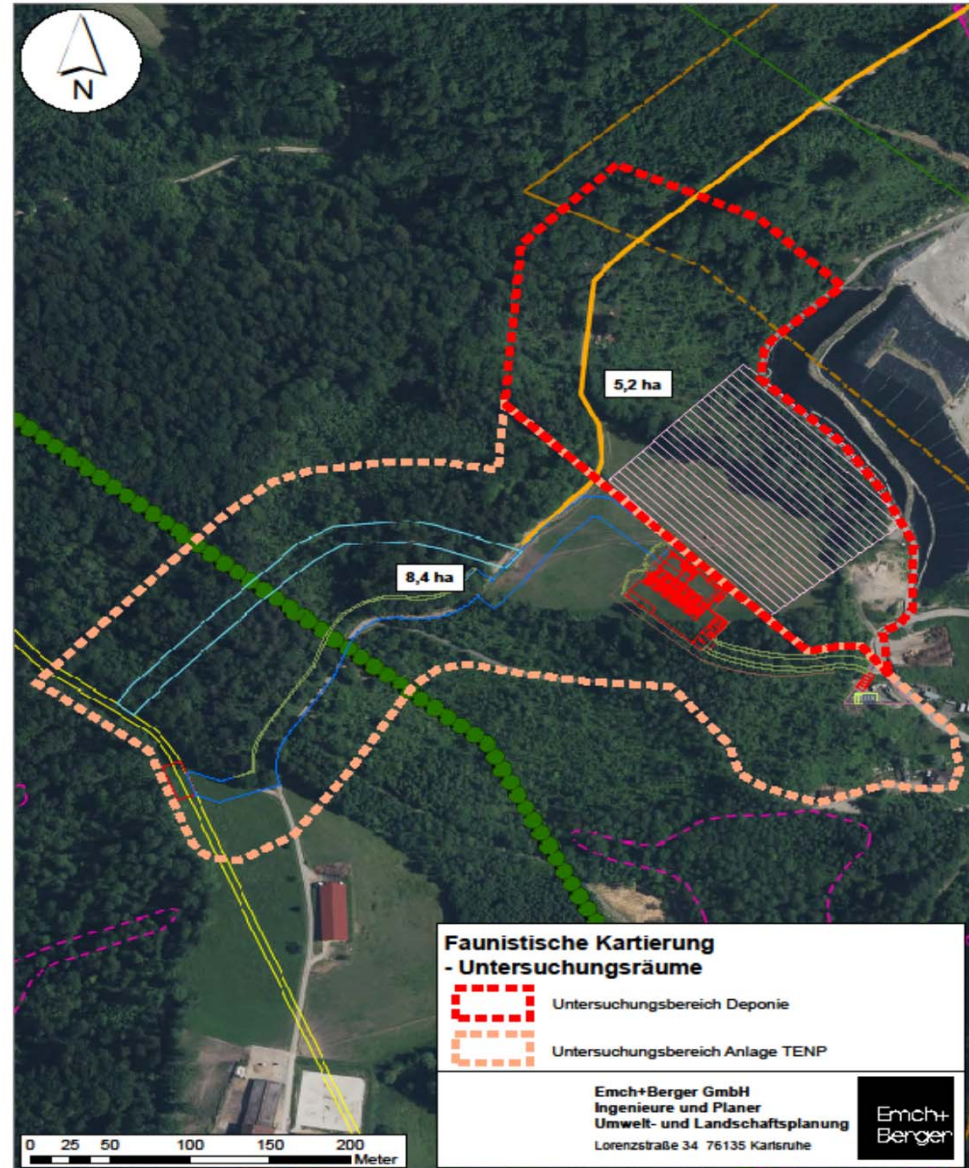 N
5,2 ha
8,4 ha
Faunistische Kartierung
- Untersuchungsräume
Untersuchungsbereich Deponie
Untersuchungsbereich Anlage TENP
Emch+Berger GmbH
Ingenieure und Planer
Umwelt- und Landschaftsplanung
Lorenzstraße 34 76135 Karlsruhe
Emch+
Berger
0 25 50 100 150 200
Meter